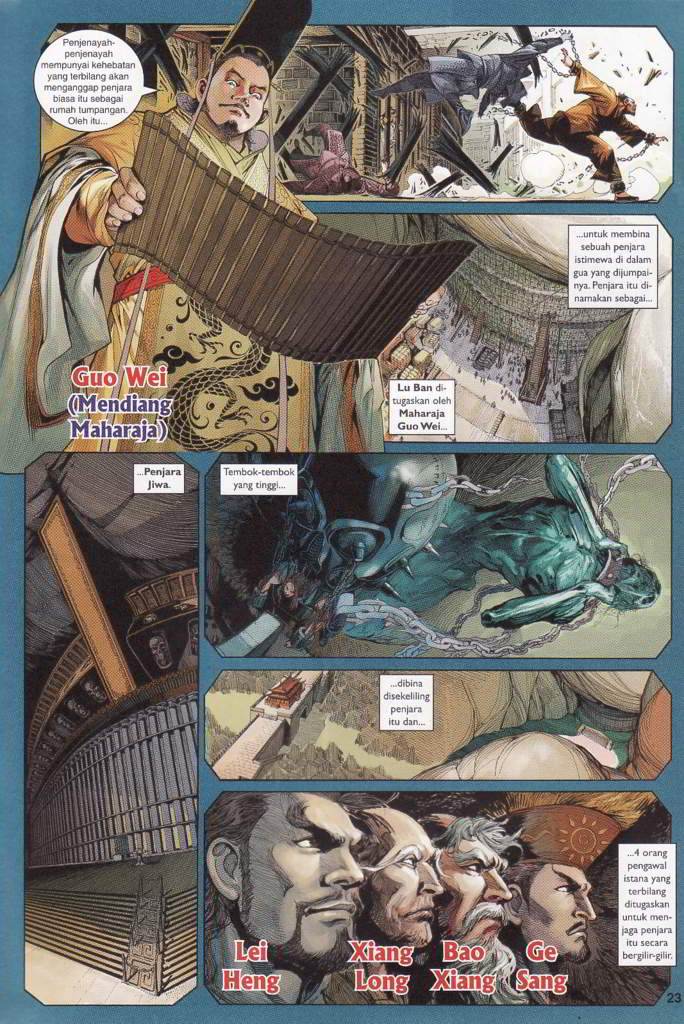 Penjenayah-
penjenayah
mempunyai kehebatan
yang terbilang akan
menganggap penjara
biasa itu sebagai
rumah tumpangan.
Oleh itu...
Guo Wei
(Mendiang
Maharaja)
Lu Ban di-
tugaskan oleh
Maharaja
Guo Wei...
...untuk membina
sebuah penjara
istimewa di dalam
gua yang dijumpai-
nya. Penjara itu di-
namakan sebagai...
...Penjara
Jiwa.
Tembok-tembok
yang tinggi...
...dibina
disekeliling
penjara
itu dan...
...4 orang
pengawal
istana yang
terbilang
ditugaskan
untuk men-
jaga penjara
itu secara
bergilir-gilir.
Lei
Heng
Xiang
Long
Bao
Xiang
Ge
Sang
23